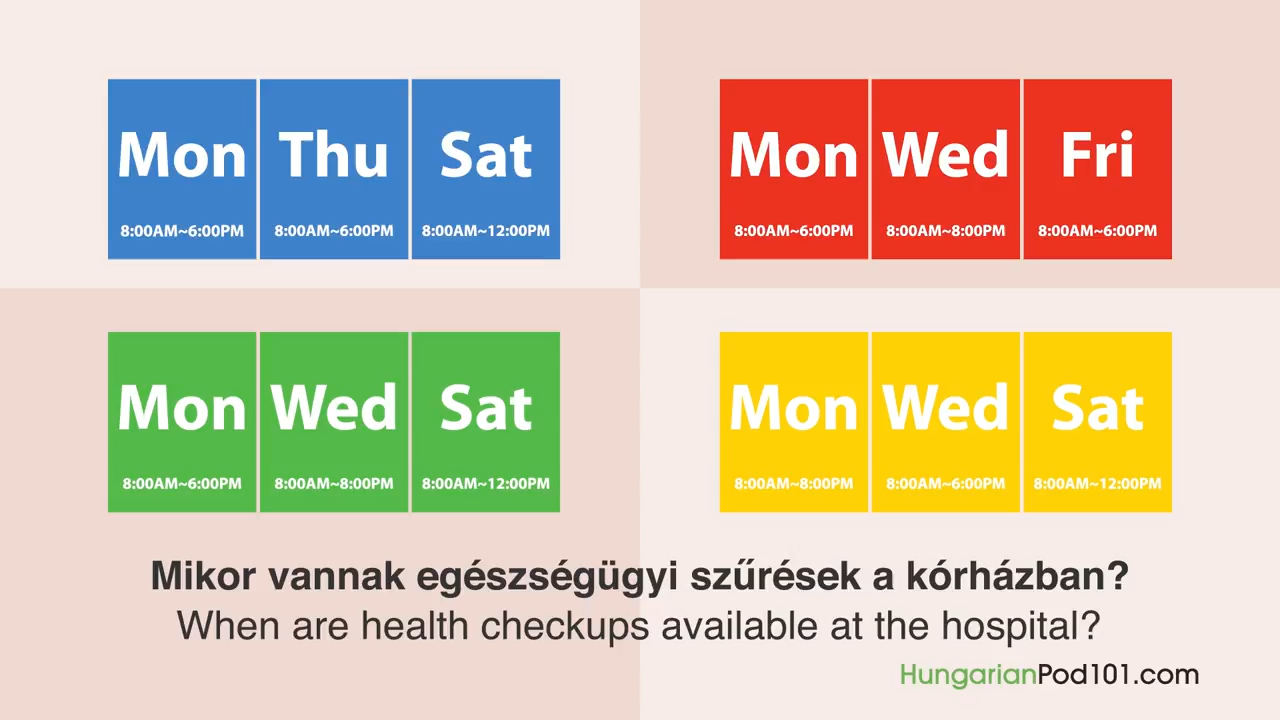 Mon Thu Sat
8:00AM~6:00PM 8:00AM~6:00PM 8:00AM~12:00PM
Mon Wed Fri
8:00AM~6:00PM 8:00AM~8:00PM 8:00AM~6:00PM
Mon Wed Sat
8:00AM~6:00PM 8:00AM~8:00PM 8:00AM~12:00PM
Mon Wed Sat
8:00AM~8:00PM 8:00AM~6:00PM 8:00AM~12:00PM
Mikor vannak egészségügyi szűrések a kórházban?
When are health checkups available at the hospital?
HungarianPod101.com